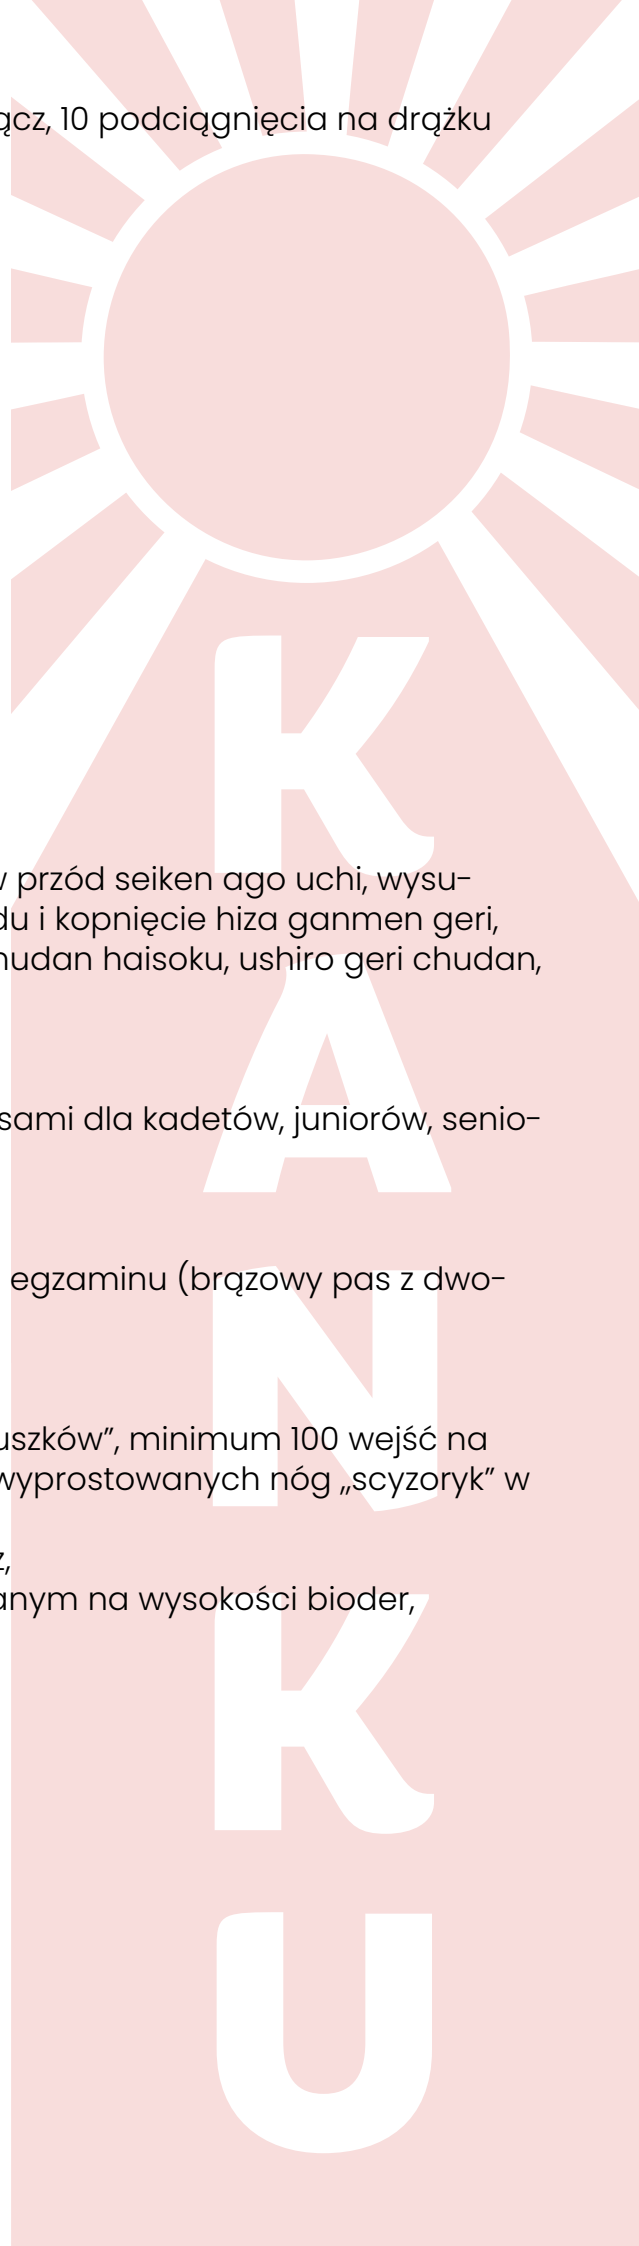 ącz, 10 podciągnięcia na drążku
w przód seiken ago uchi, wysu-
du i kopnięcie hiza ganmen geri,
hudan haisoku, ushiro geri chudan,
sami dla kadetów, juniorów, senio-
egzaminu (brązowy pas z dwo-
uszków”, minimum 100 wejść na
wyprostowanych nóg „scyzoryk” w
z,
anym na wysokości bioder,
K
A
N
K
U